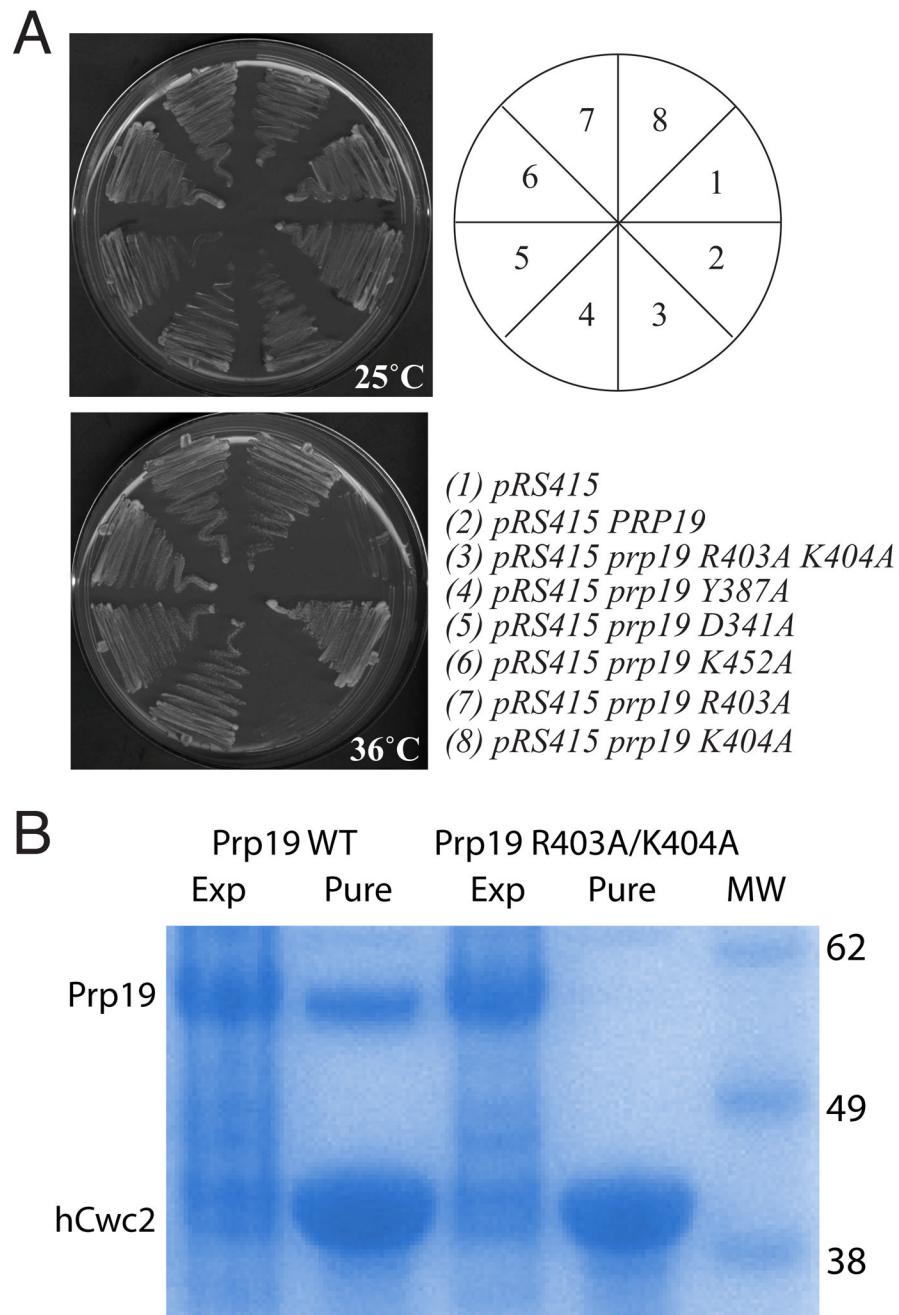 A
25˚C
7 8
6 1
5 2
4 3
36˚C
(1) pRS415
(2) pRS415 PRP19
(3) pRS415 prp19 R403A K404A
(4) pRS415 prp19 Y387A
(5) pRS415 prp19 D341A
(6) pRS415 prp19 K452A
(7) pRS415 prp19 R403A
(8) pRS415 prp19 K404A
B
Prp19 WT Prp19 R403A/K404A
Exp Pure Exp Pure MW
62
Prp19
49
hCwc2
38